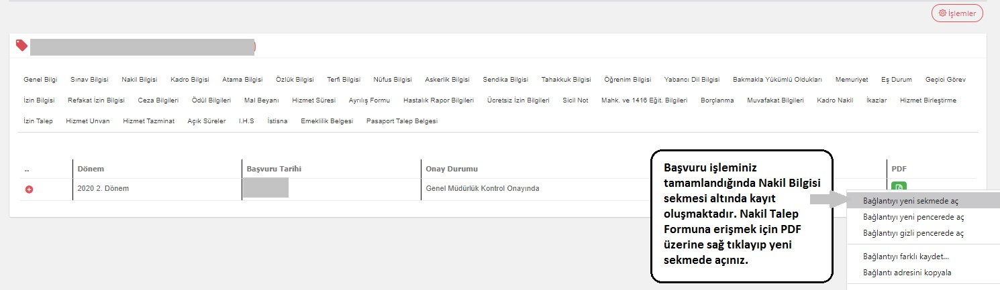 İşlemler
Genel Bilgi Sınav Bilgisi Nakil Bilgisi Kadro Bilgisi Atama Bilgisi Özlük Bilgisi Terfi Bilgisi Nüfus Bilgisi Askerlik Bilgisi Sendika Bilgisi Tahakkuk Bilgisi Öğrenim Bilgisi Yabancı Dil Bilgisi Bakmakla Yükümlü Oldukları Memuriyet Eş Durum Geçici Görev
İzin Bilgisi Refakat İzin Bilgisi Ceza Bilgileri Ödül Bilgileri Mal Beyanı Hizmet Süresi Ayrılış Formu Hastalık Rapor Bilgileri Ücretsiz İzin Bilgileri Sicil Not Mahk. ve 1416 Eğit. Bilgileri Borçlanma Muvafakat Bilgileri Kadro Nakil İkazlar Hizmet Birleştirme
İzin Talep Hizmet Unvan Hizmet Tazminat Açık Süreler I.H.S İstisna Emeklilik Belgesi Pasaport Talep Belgesi
.. Dönem Başvuru Tarihi Onay Durumu PDF
2020 2. Dönem Genel Müdürlük Kontrol Onayında
Başvuru işleminiz
tamamlandığında Nakil Bilgisi
sekmesi altında kayıt
oluşmaktadır. Nakil Talep
Formuna erişmek için PDF
üzerine sağ tıklayıp yeni
sekmede açınız.
Bağlantıyı yeni sekmede aç
Bağlantıyı yeni pencerede aç
Bağlantıyı gizli pencerede aç
Bağlantıyı farklı kaydet...
Bağlantı adresini kopyala